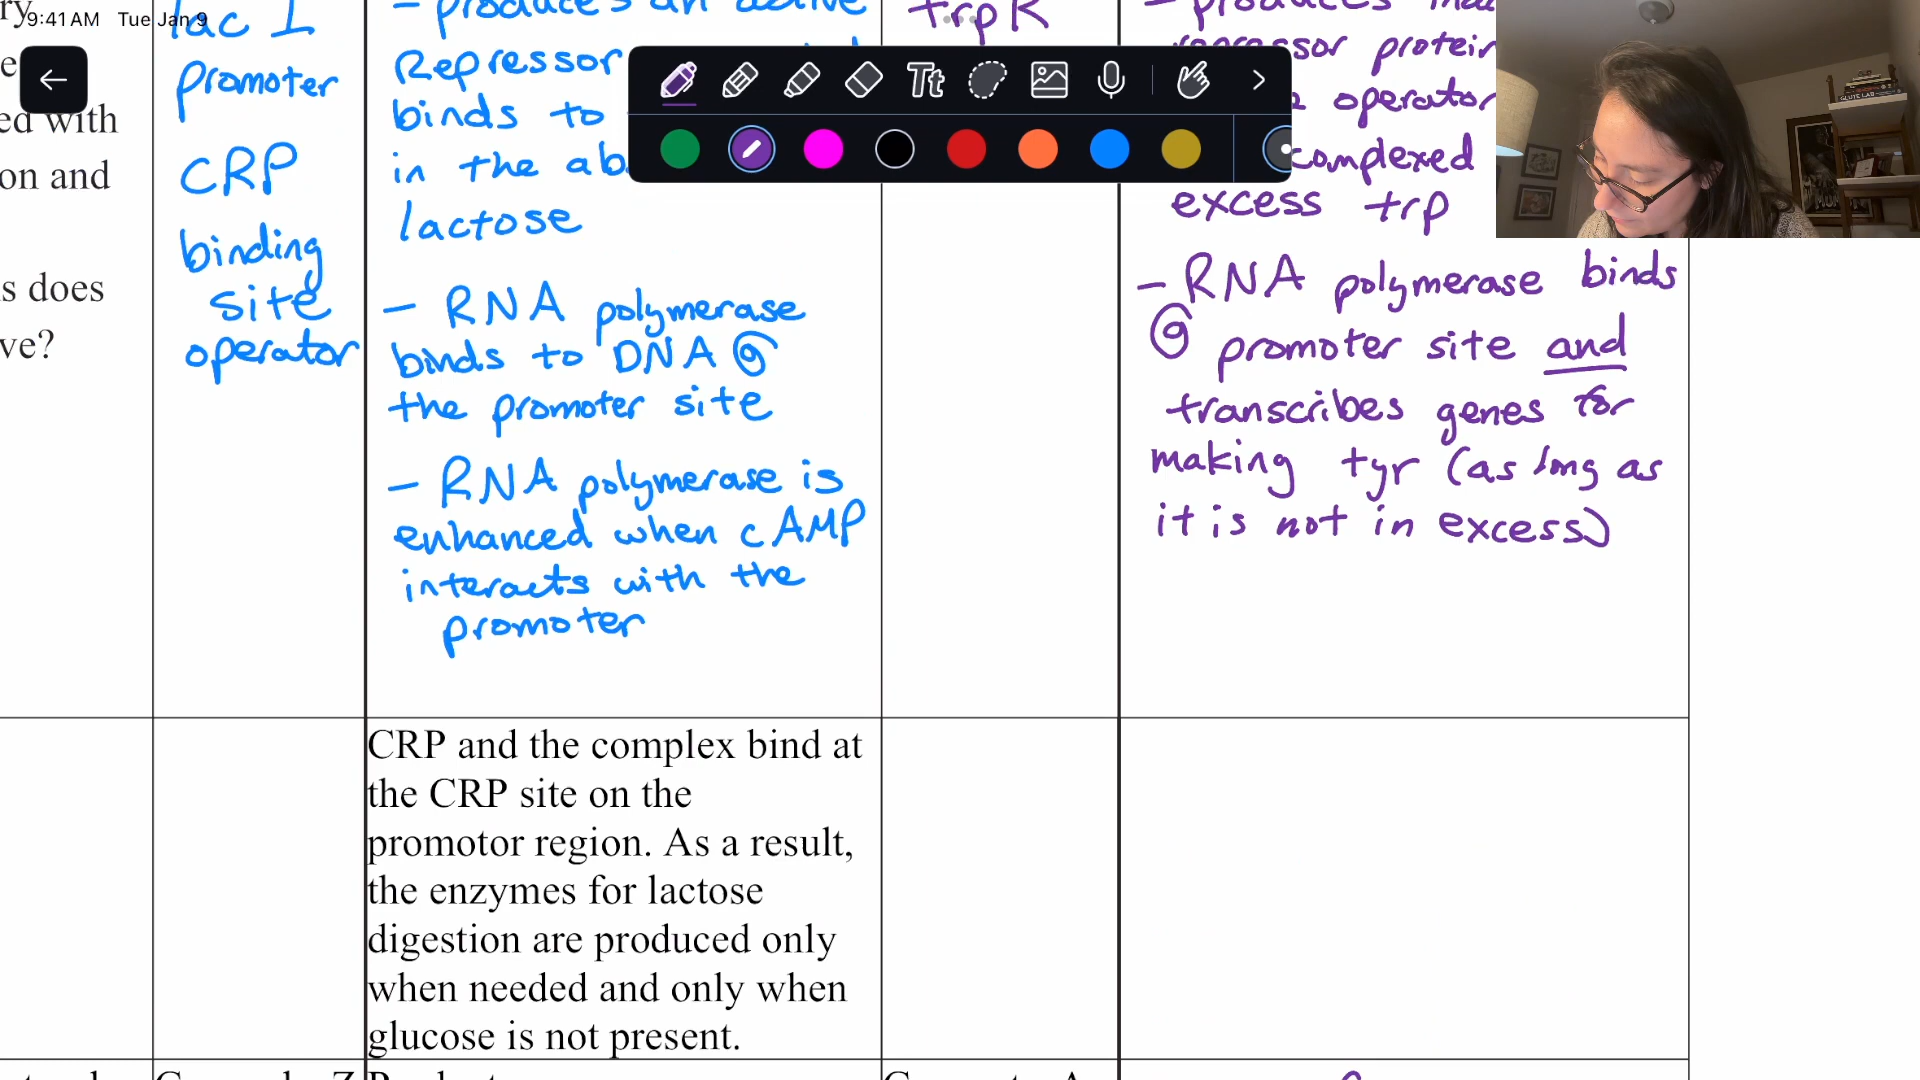 9:41 AM Tue Jan 9
ed with
on and
s does
ve?
lac I
promoter
CRP
binding
site
operator
Repressor
binds to
in the
lactose
– RNA polymerase
binds to DNA @
the promoter site
– RNA polymerase is
enhanced when cAMP
interacts with the
promoter
CRP and the complex bind at
the CRP site on the
promotor region. As a result,
the enzymes for lactose
digestion are produced only
when needed and only when
glucose is not present.
trpR
Tt
protein
operator
complexed
excess trp
– RNA polymerase binds
@ promoter site and
transcribes genes for
making tyr (as long as
it is not in excess)
GLUTE LAB